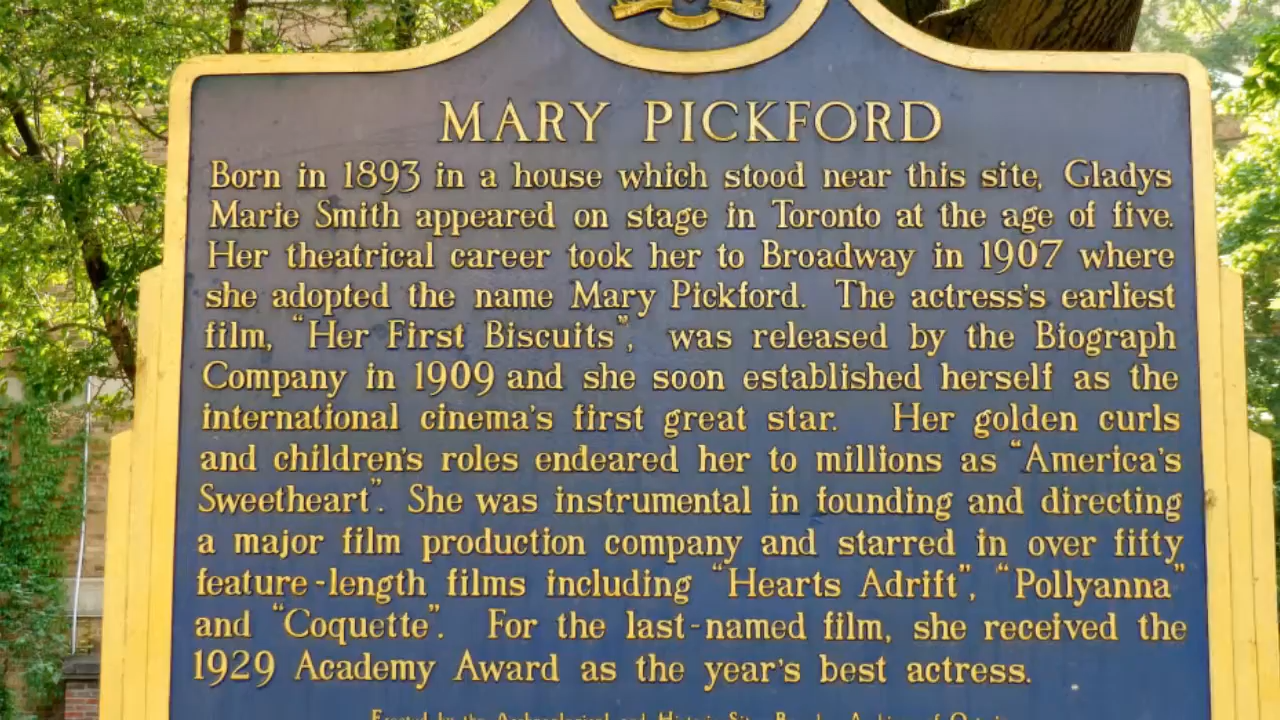 MARY PICKFORD
Born in 1893 in a house which stood near this site, Gladys
Marie Smith appeared on stage in Toronto at the age of five.
Her theatrical career took her to Broadway in 1907 where
she adopted the name Mary Pickford. The actress's earliest
film, "Her First Biscuits", was released by the Biograph
Company in 1909 and she soon established herself as the
international cinema's first great star. Her golden curls
and children's roles endeared her to millions as "America's
Sweetheart". She was instrumental in founding and directing
a major film production company and starred in over fifty
feature-length films including "Hearts Adrift", "Pollyanna"
and "Coquette". For the last-named film, she received the
1929 Academy Award as the year's best actress.